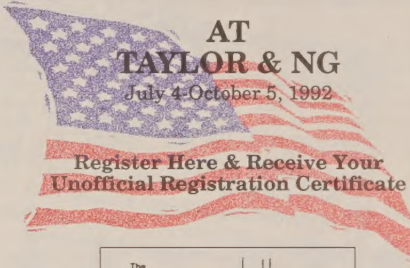 AT
TAYLOR & NG
July 4-October 5, 1992
Register Here & Receive Your
Unofficial Registration Certificate
The